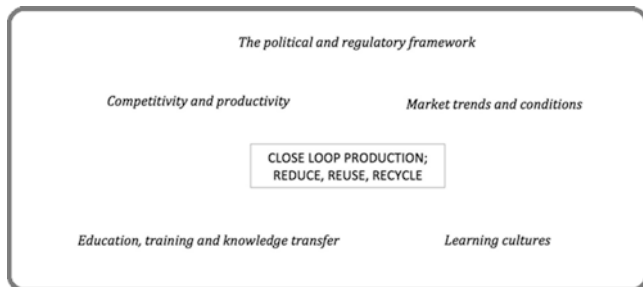 The political and regulatory framework
Competitivity and productivity
Market trends and conditions
CLOSE LOOP PRODUCTION;
REDUCE, REUSE, RECYCLE
Education, training and knowledge transfer
Learning cultures